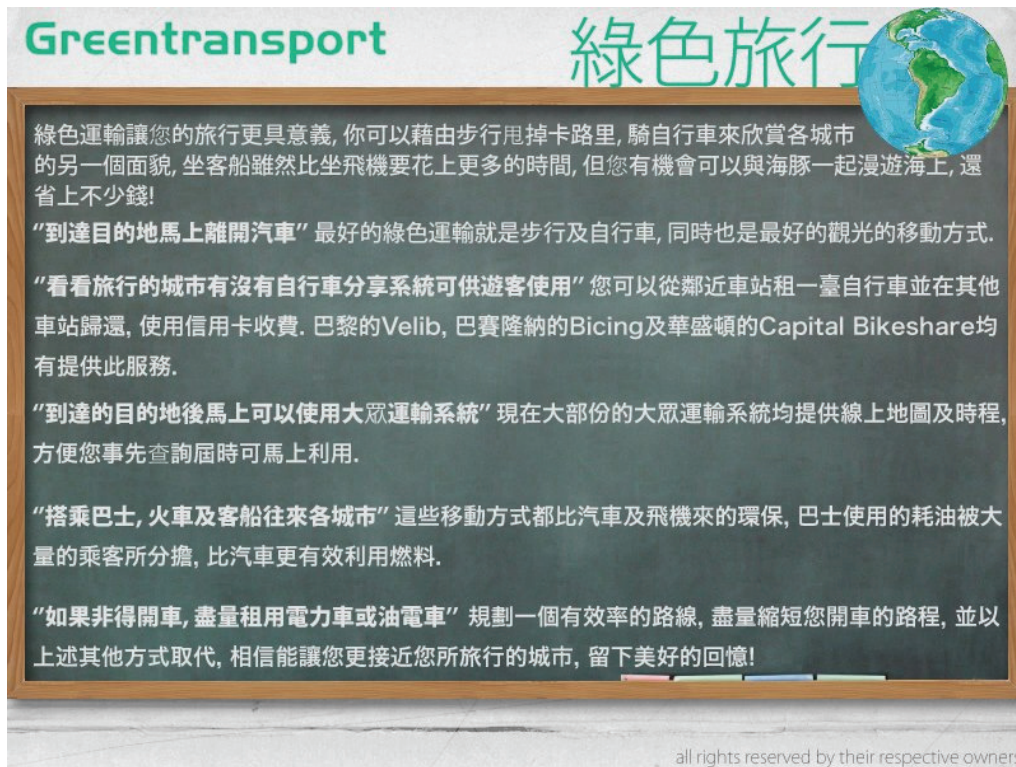 Greentransport
綠色旅行
綠色運輸讓您的旅行更具意義, 你可以藉由步行甩掉卡路里, 騎自行車來欣賞各城市
的另一個面貌, 坐客船雖然比坐飛機要花上更多的時間, 但您有機會可以與海豚一起漫遊海上, 還
省上不少錢!
“到達目的地馬上離開汽車” 最好的綠色運輸就是步行及自行車, 同時也是最好的觀光的移動方式.
“看看旅行的城市有沒有自行車分享系統可供遊客使用” 您可以從鄰近車站租一臺自行車並在其他
車站歸還, 使用信用卡收費. 巴黎的Velib, 巴賽隆納的Bicing及華盛頓的Capital Bikeshare均
有提供此服務.
“到達的目的地後馬上可以使用大眾運輸系統” 現在大部份的大眾運輸系統均提供線上地圖及時程,
方便您事先查詢屆時可馬上利用.
“搭乘巴士, 火車及客船往來各城市” 這些移動方式都比汽車及飛機來的環保, 巴士使用的耗油被大
量的乘客所分擔, 比汽車更有效利用燃料.
“如果非得開車, 盡量租用電力車或油電車” 規劃一個有效率的路線, 盡量縮短您開車的路程, 並以
上述其他方式取代, 相信能讓您更接近您所旅行的城市, 留下美好的回憶!
all rights reserved by their respective owners